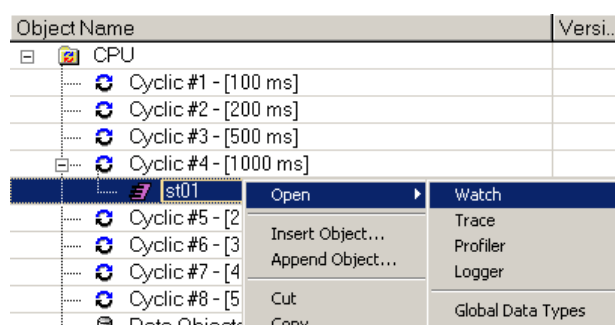 Object Name Versi..
CPU
Cyclic #1 - [100 ms]
Cyclic #2 - [200 ms]
Cyclic #3 - [500 ms]
Cyclic #4 - [1000 ms]
st01 Open Watch
Cyclic #5 - [2 Trace
Insert Object...
Cyclic #6 - [3 Profiler
Append Object...
Cyclic #7 - [4 Logger
Cyclic #8 - [5 Cut
Global Data Types
Data Objects Copy